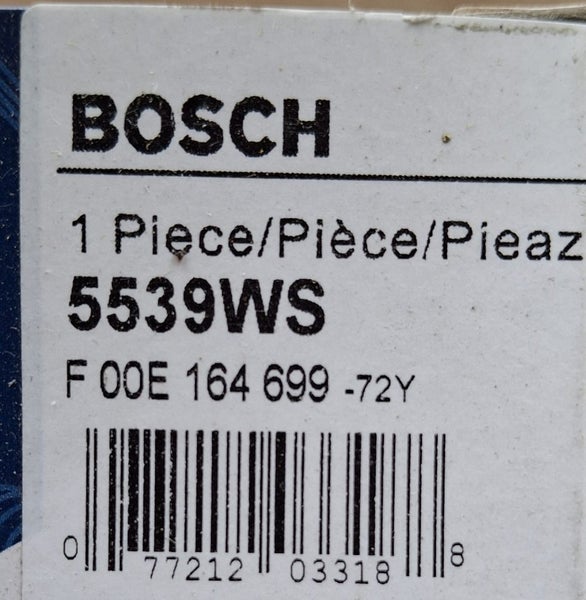 BOSCH
1 Piece/Pièce/Pieaz
5539WS
F 00E 164 699 -72Y
0 77212 03318 8